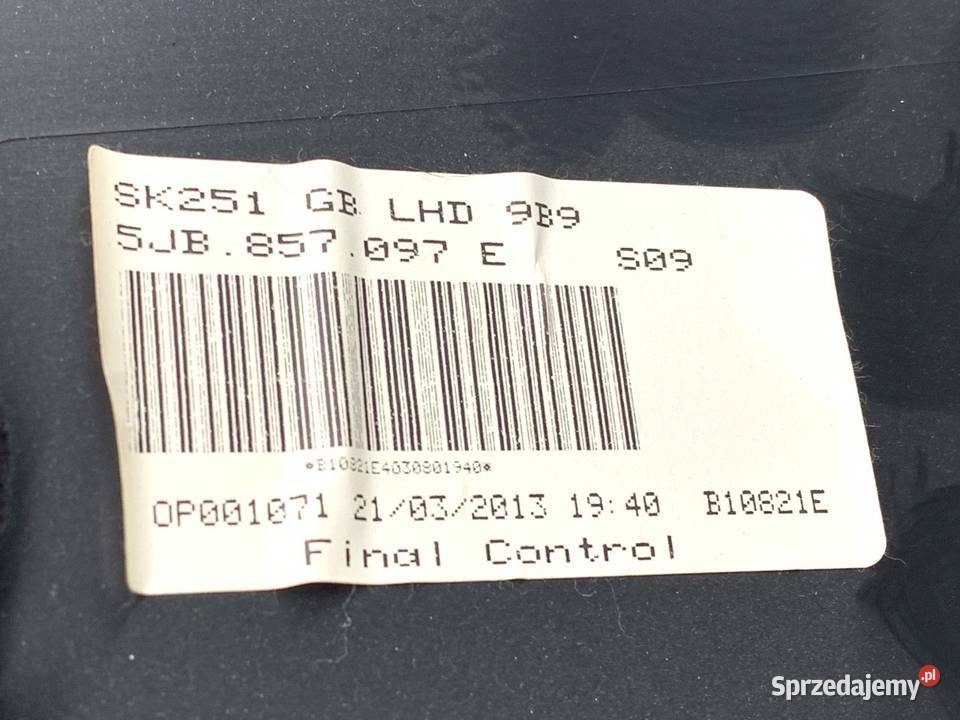 SK251 GB LHD 9B9
5JB.857.097 E S09
*B10821E4030801940*
OP001071 21/03/2013 19:40 B10821E
Final Control
Sprzedajemy.pl